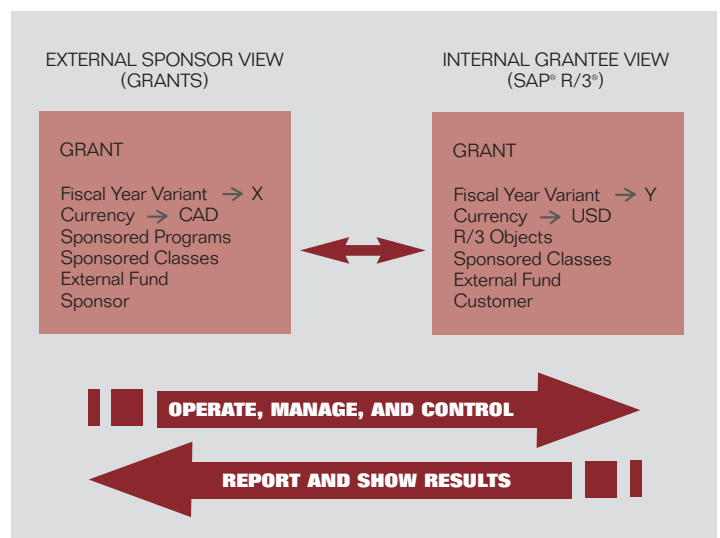 EXTERNAL SPONSOR VIEW
(GRANTS)
INTERNAL GRANTEE VIEW
(SAP® R/3®)
GRANT
Fiscal Year Variant → X
Currency → CAD
Sponsored Programs
Sponsored Classes
External Fund
Sponsor
GRANT
Fiscal Year Variant → Y
Currency → USD
R/3 Objects
Sponsored Classes
External Fund
Customer
OPERATE, MANAGE, AND CONTROL
REPORT AND SHOW RESULTS